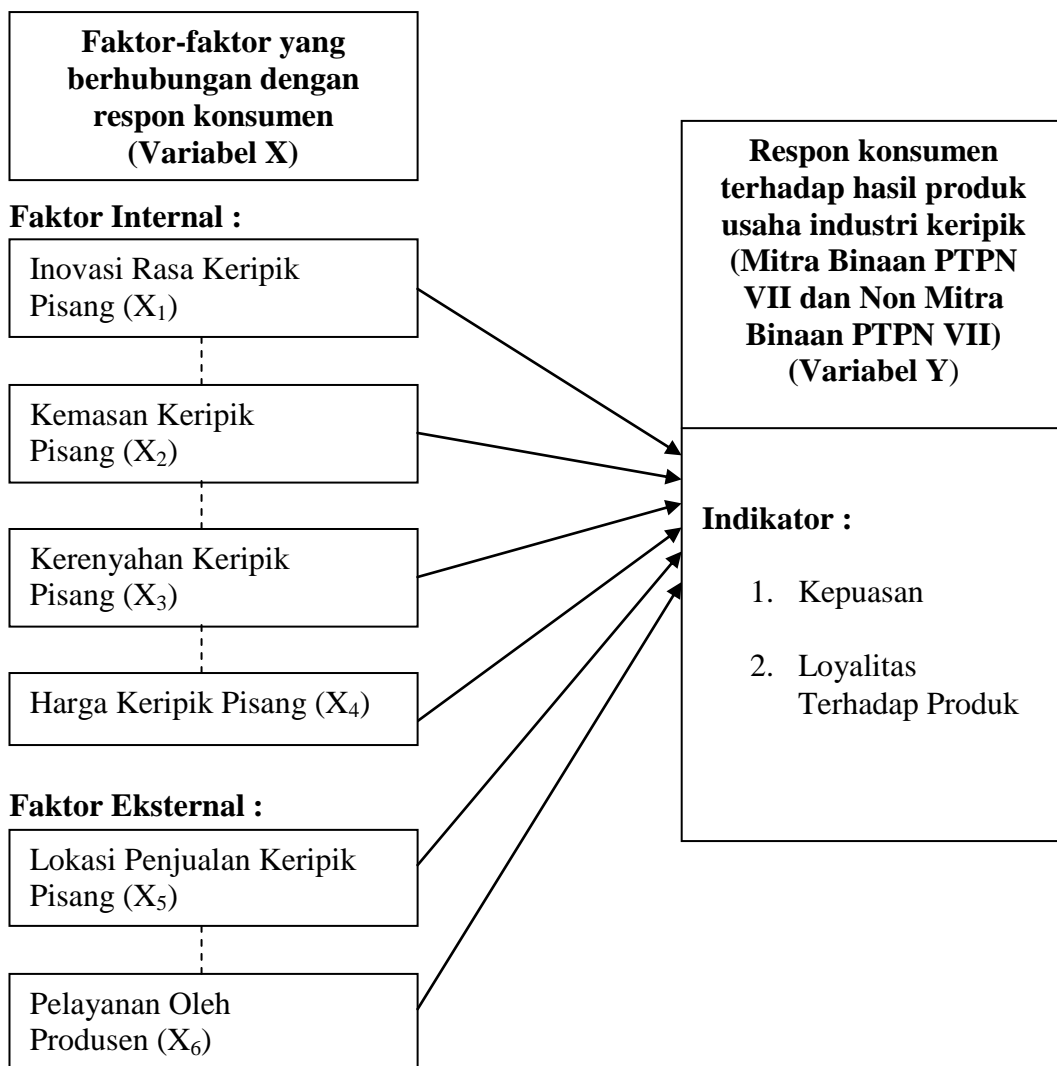 Faktor-faktor yang
berhubungan dengan
respon konsumen
(Variabel X)
Faktor Internal :
Inovasi Rasa Keripik
Pisang (X₁)
Kemasan Keripik
Pisang (X₂)
Kerenyahan Keripik
Pisang (X₃)
Harga Keripik Pisang (X₄)
Faktor Eksternal :
Lokasi Penjualan Keripik
Pisang (X₅)
Pelayanan Oleh
Produsen (X₆)
Respon konsumen
terhadap hasil produk
usaha industri keripik
(Mitra Binaan PTPN
VII dan Non Mitra
Binaan PTPN VII)
(Variabel Y)
Indikator :
1. Kepuasan
2. Loyalitas
Terhadap Produk